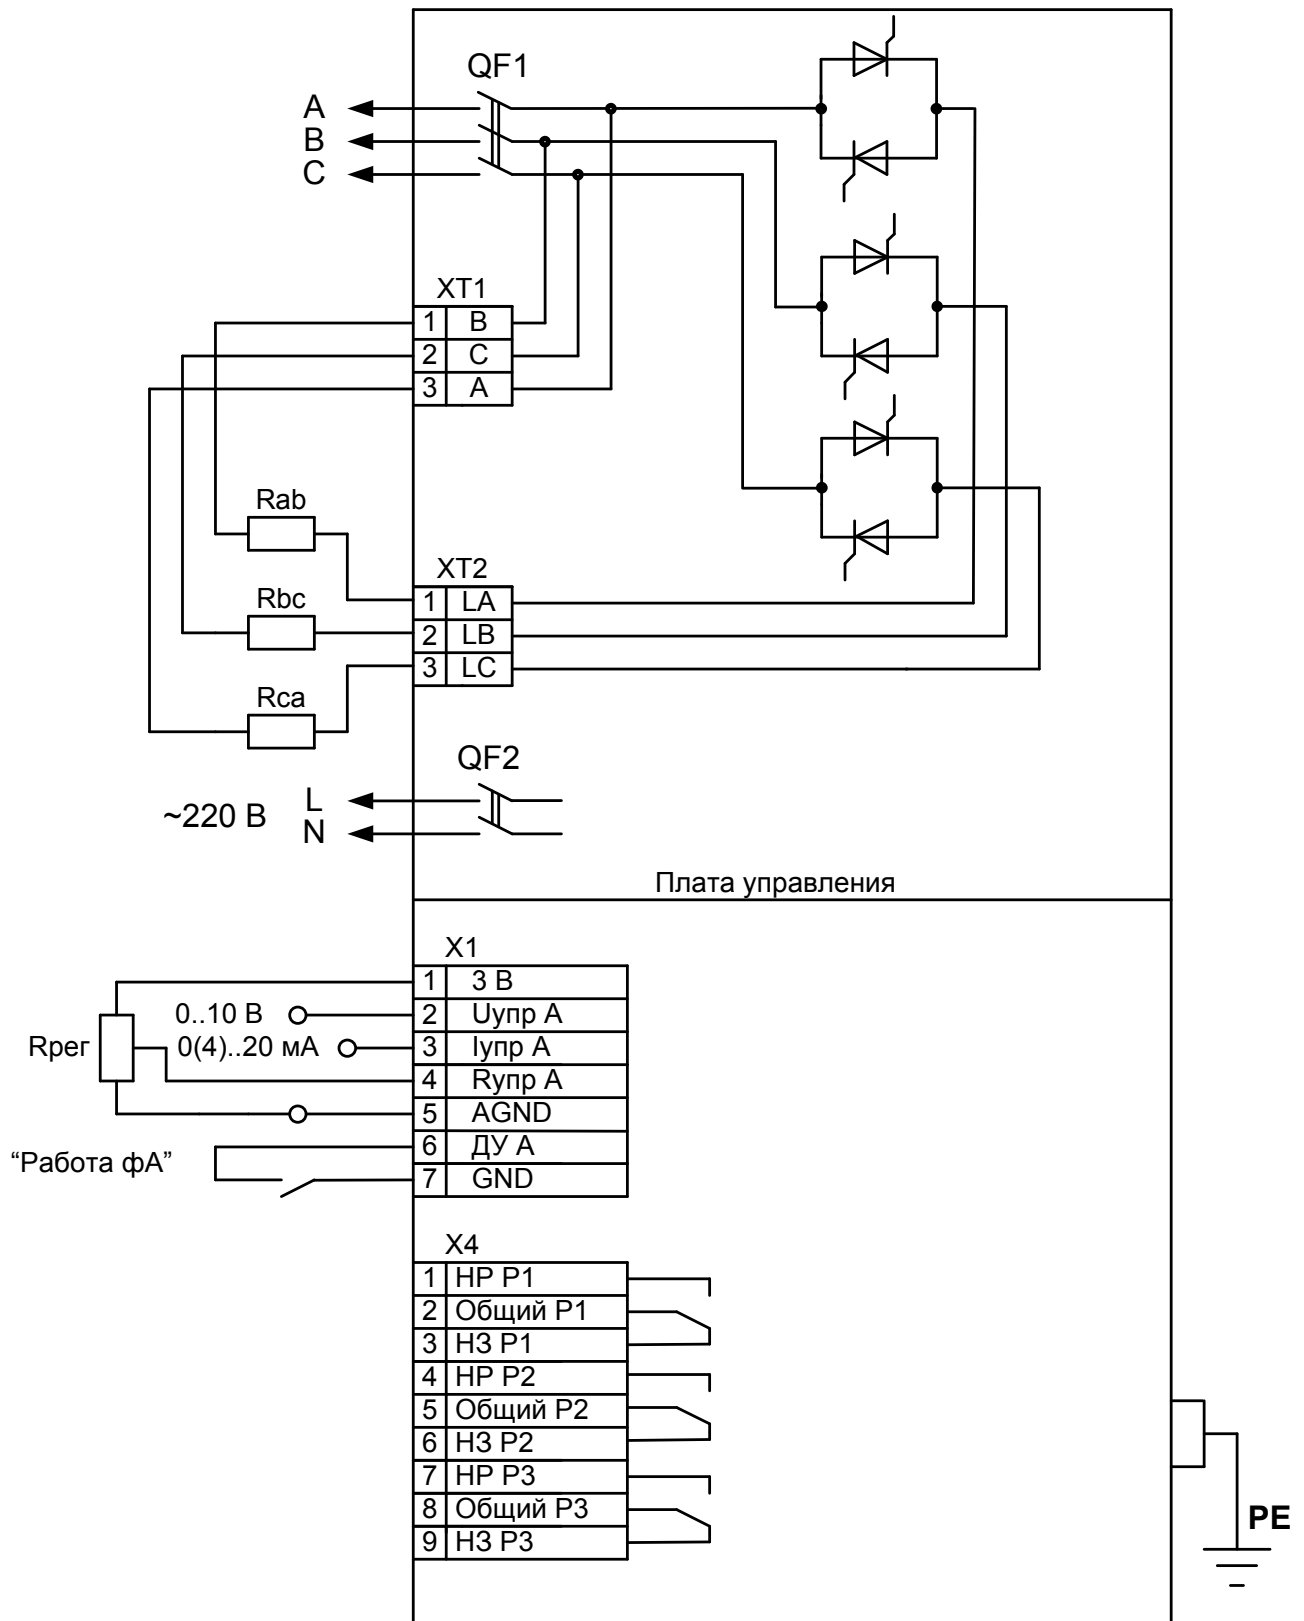 QF1
A
B
C
XT1
1 B
2 C
3 A
Rab
XT2
Rbc
1 LA
2 LB
3 LC
Rca
QF2
~220 В
L
N
Плата управления
X1
1 3 В
0..10 В
2 Uупр А
Rрег
0(4)..20 мА
3 Iупр А
4 Rупр А
5 AGND
6 ДУ А
“Работа фА”
7 GND
X4
1 НР Р1
2 Общий Р1
3 НЗ Р1
4 НР Р2
5 Общий Р2
6 НЗ Р2
7 НР Р3
8 Общий Р3
9 НЗ Р3
PE